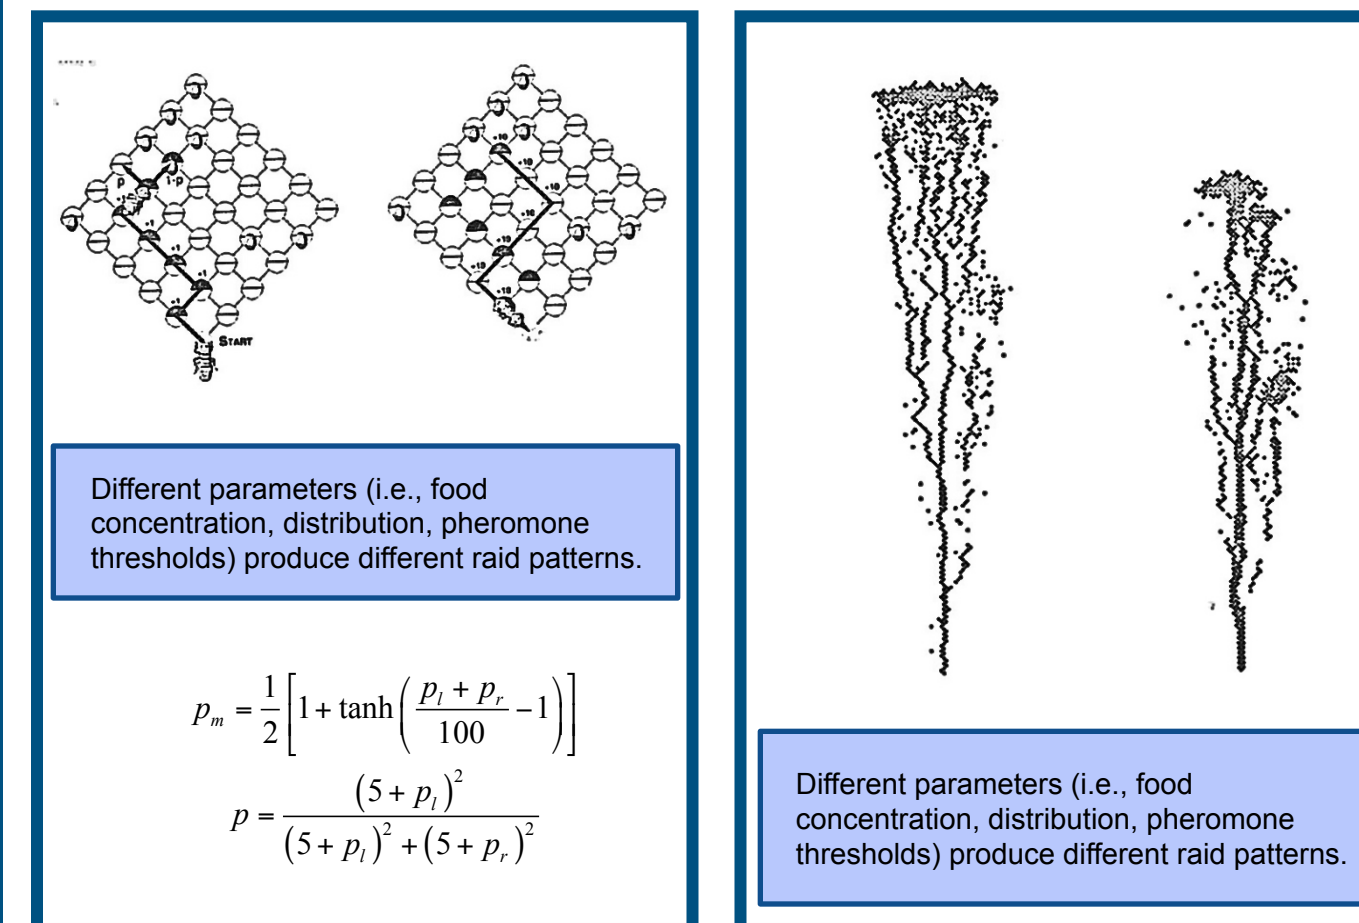 p
1-p
+1
+1
+1
+1
+1
START
+10
+10
+10
+10
+10
+10
+10
Different parameters (i.e., food
concentration, distribution, pheromone
thresholds) produce different raid patterns.
p_m = 1/2 [1 + tanh((p_l + p_r)/100 − 1)]
p = (5 + p_l)² / ((5 + p_l)² + (5 + p_r)²)
Different parameters (i.e., food
concentration, distribution, pheromone
thresholds) produce different raid patterns.